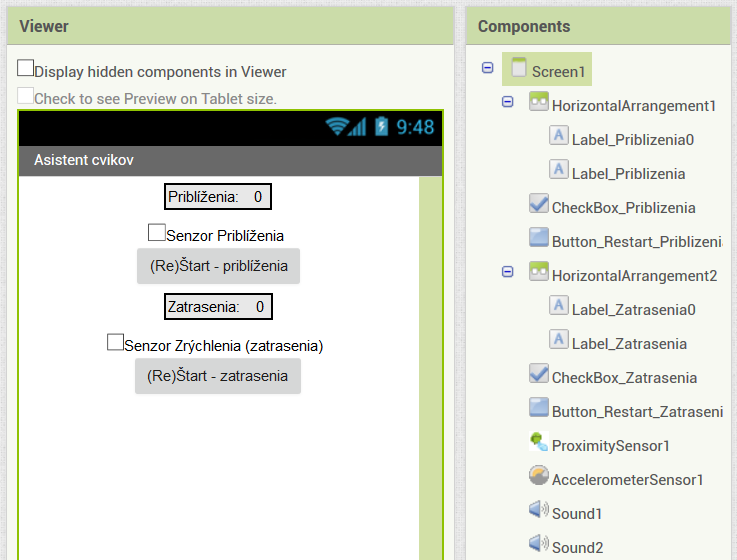 Viewer
Display hidden components in Viewer
Check to see Preview on Tablet size.
9:48
Asistent cvikov
Priblíženia: 0
Senzor Priblíženia
(Re)Štart - priblíženia
Zatrasenia: 0
Senzor Zrýchlenia (zatrasenia)
(Re)Štart - zatrasenia
Components
Screen1
HorizontalArrangement1
A Label_Priblizenia0
A Label_Priblizenia
CheckBox_Priblizenia
Button_Restart_Priblizeni
HorizontalArrangement2
A Label_Zatrasenia0
A Label_Zatrasenia
CheckBox_Zatrasenia
Button_Restart_Zatraseni
ProximitySensor1
AccelerometerSensor1
Sound1
Sound2